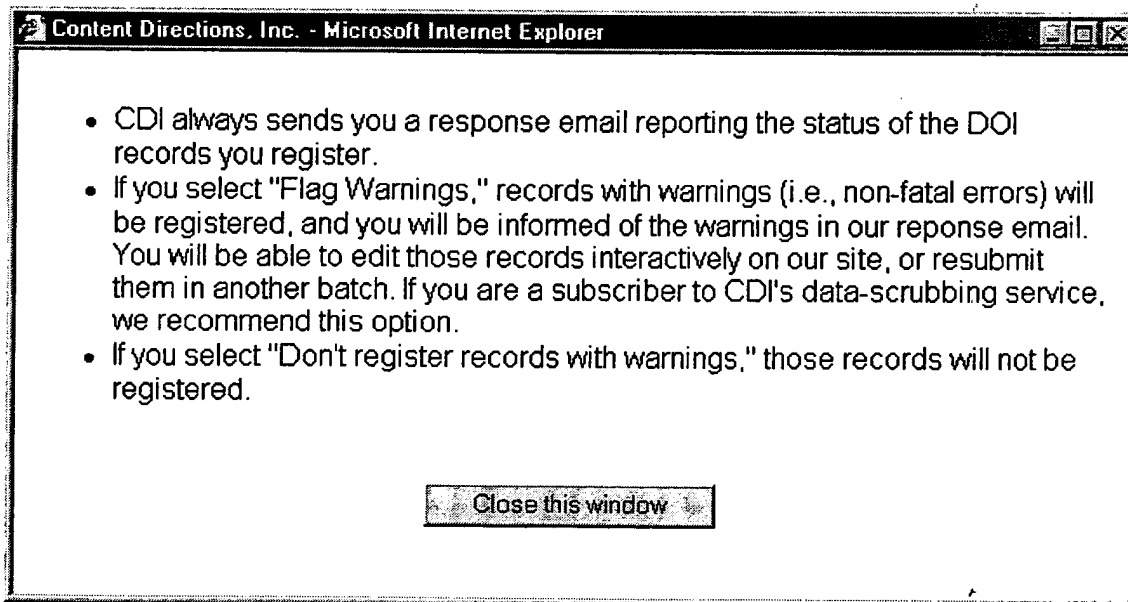 Content Directions, Inc. - Microsoft Internet Explorer
• CDI always sends you a response email reporting the status of the DOI
records you register.
• If you select "Flag Warnings," records with warnings (i.e., non-fatal errors) will
be registered, and you will be informed of the warnings in our reponse email.
You will be able to edit those records interactively on our site, or resubmit
them in another batch. If you are a subscriber to CDI's data-scrubbing service,
we recommend this option.
• If you select "Don't register records with warnings," those records will not be
registered.
Close this window